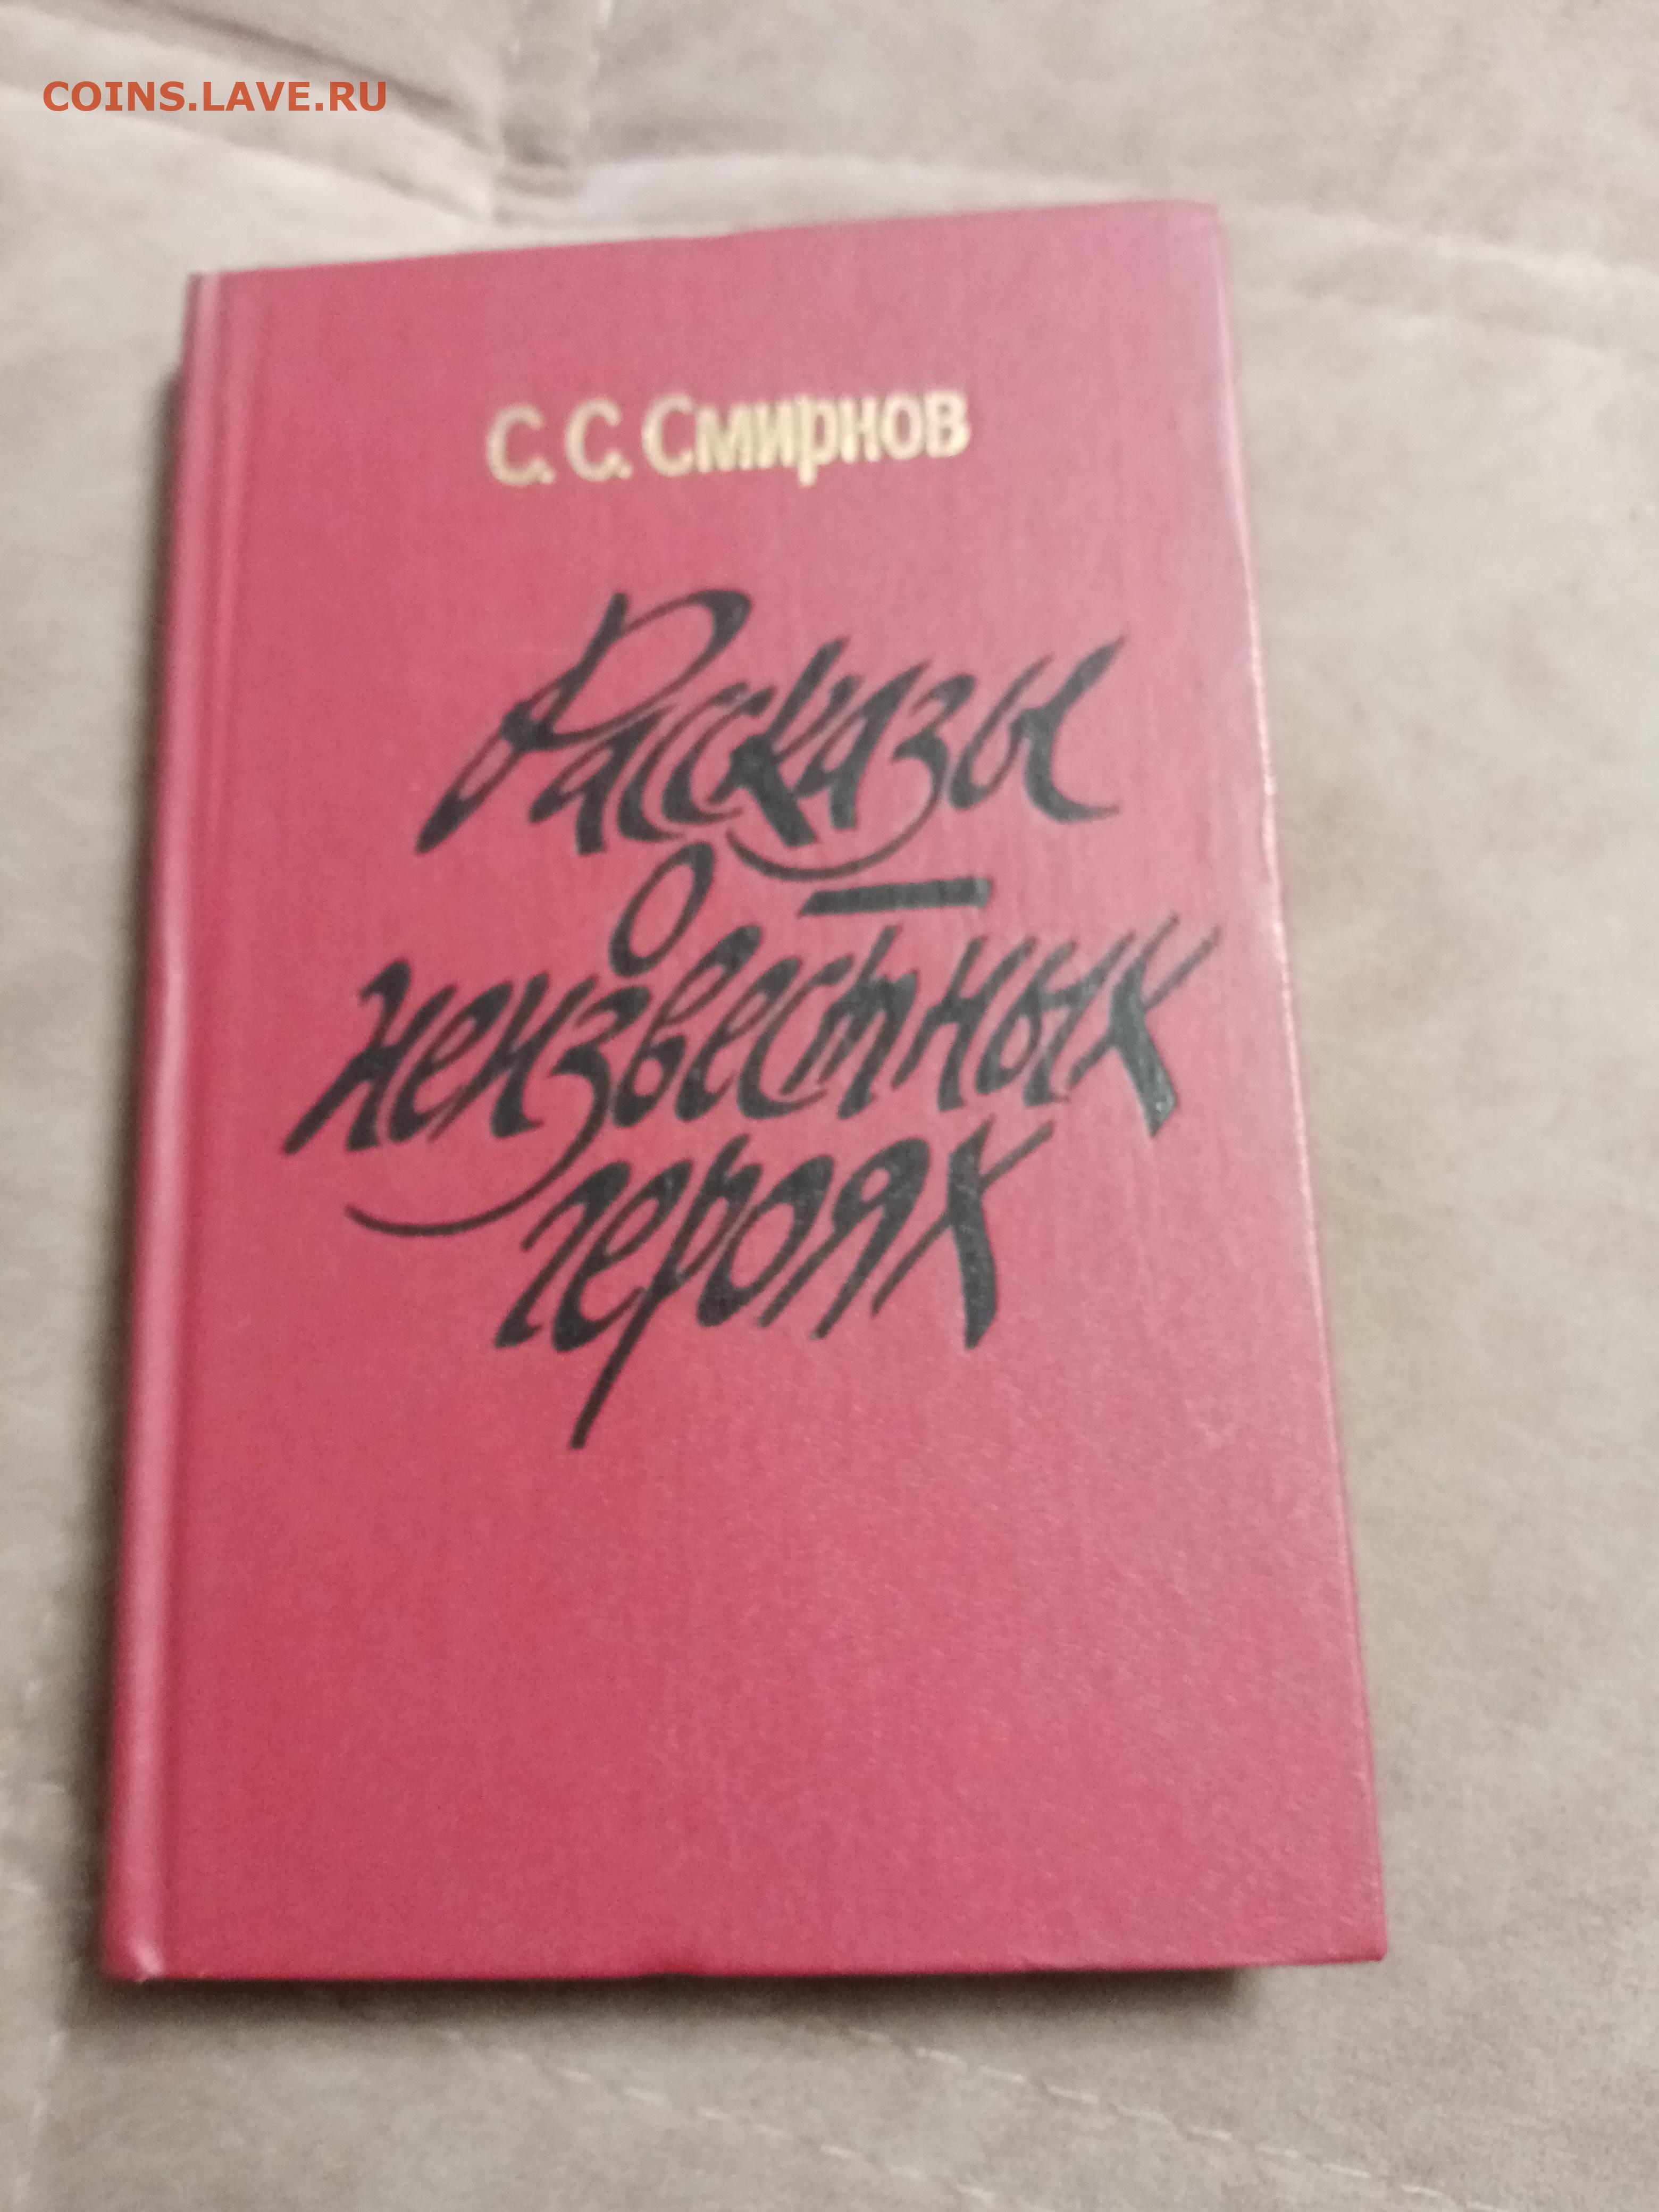 COINS.LAVE.RU
С. С. Смирнов
Рассказы
о
неизвестных
героях